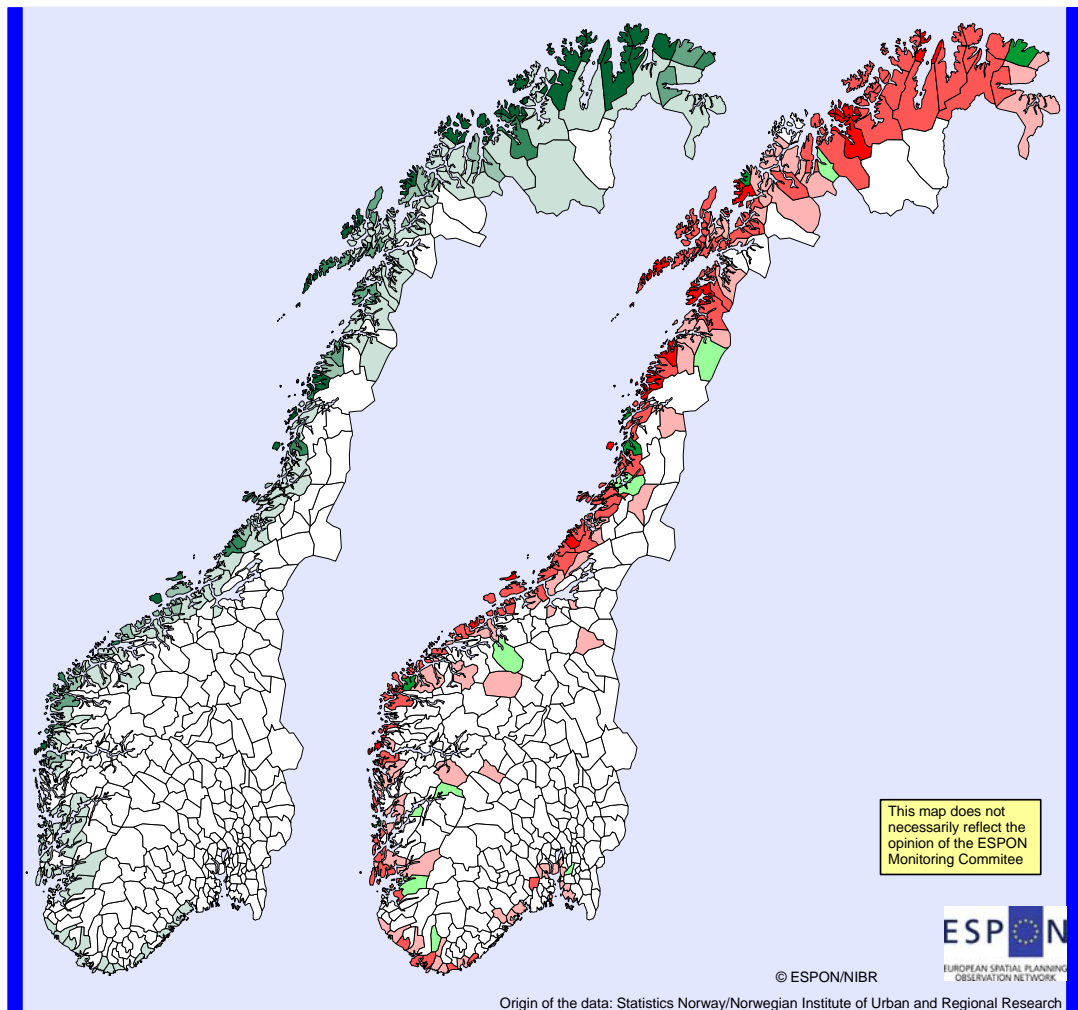 This map does not
necessarily reflect the
opinion of the ESPON
Monitoring Commitee
ESPON
EUROPEAN SPATIAL PLANNING
OBSERVATION NETWORK
© ESPON/NIBR
Origin of the data: Statistics Norway/Norwegian Institute of Urban and Regional Research